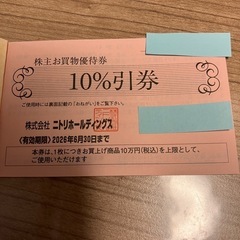 株主お買物優待券
10%引券
ご使用時には裏面記載の「おねがい」をご覧下さい。
株式会社 ニトリホールディングス
〈有効期限〉2026年6月30日まで
本券は、1枚につきお買上げ商品10万円(税込)を上限として、
ご使用いただけます